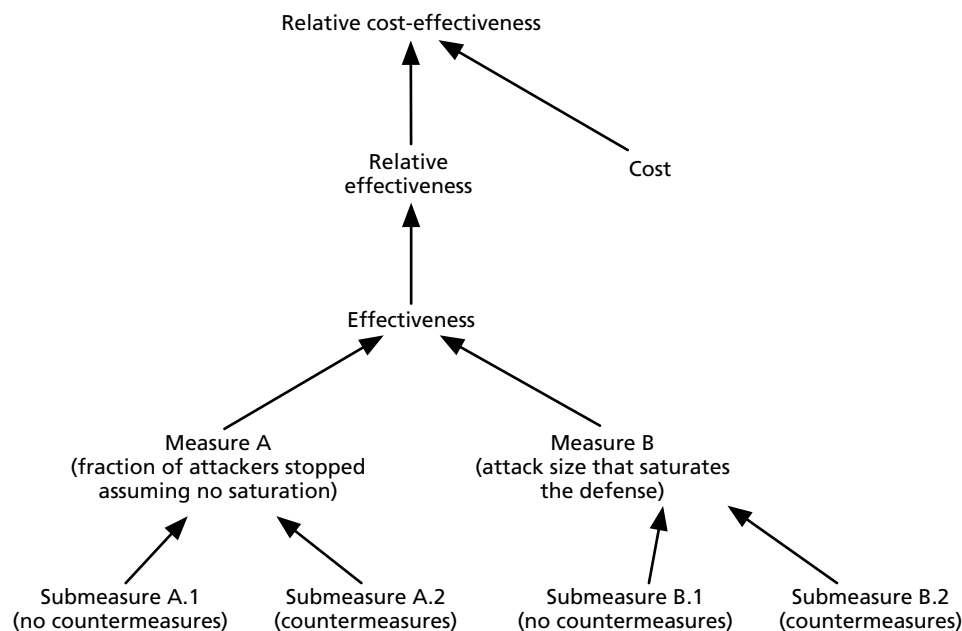 Relative cost-effectiveness
Relative
effectiveness
Cost
Effectiveness
Measure A
(fraction of attackers stopped
assuming no saturation)
Measure B
(attack size that saturates
the defense)
Submeasure A.1
(no countermeasures)
Submeasure A.2
(countermeasures)
Submeasure B.1
(no countermeasures)
Submeasure B.2
(countermeasures)